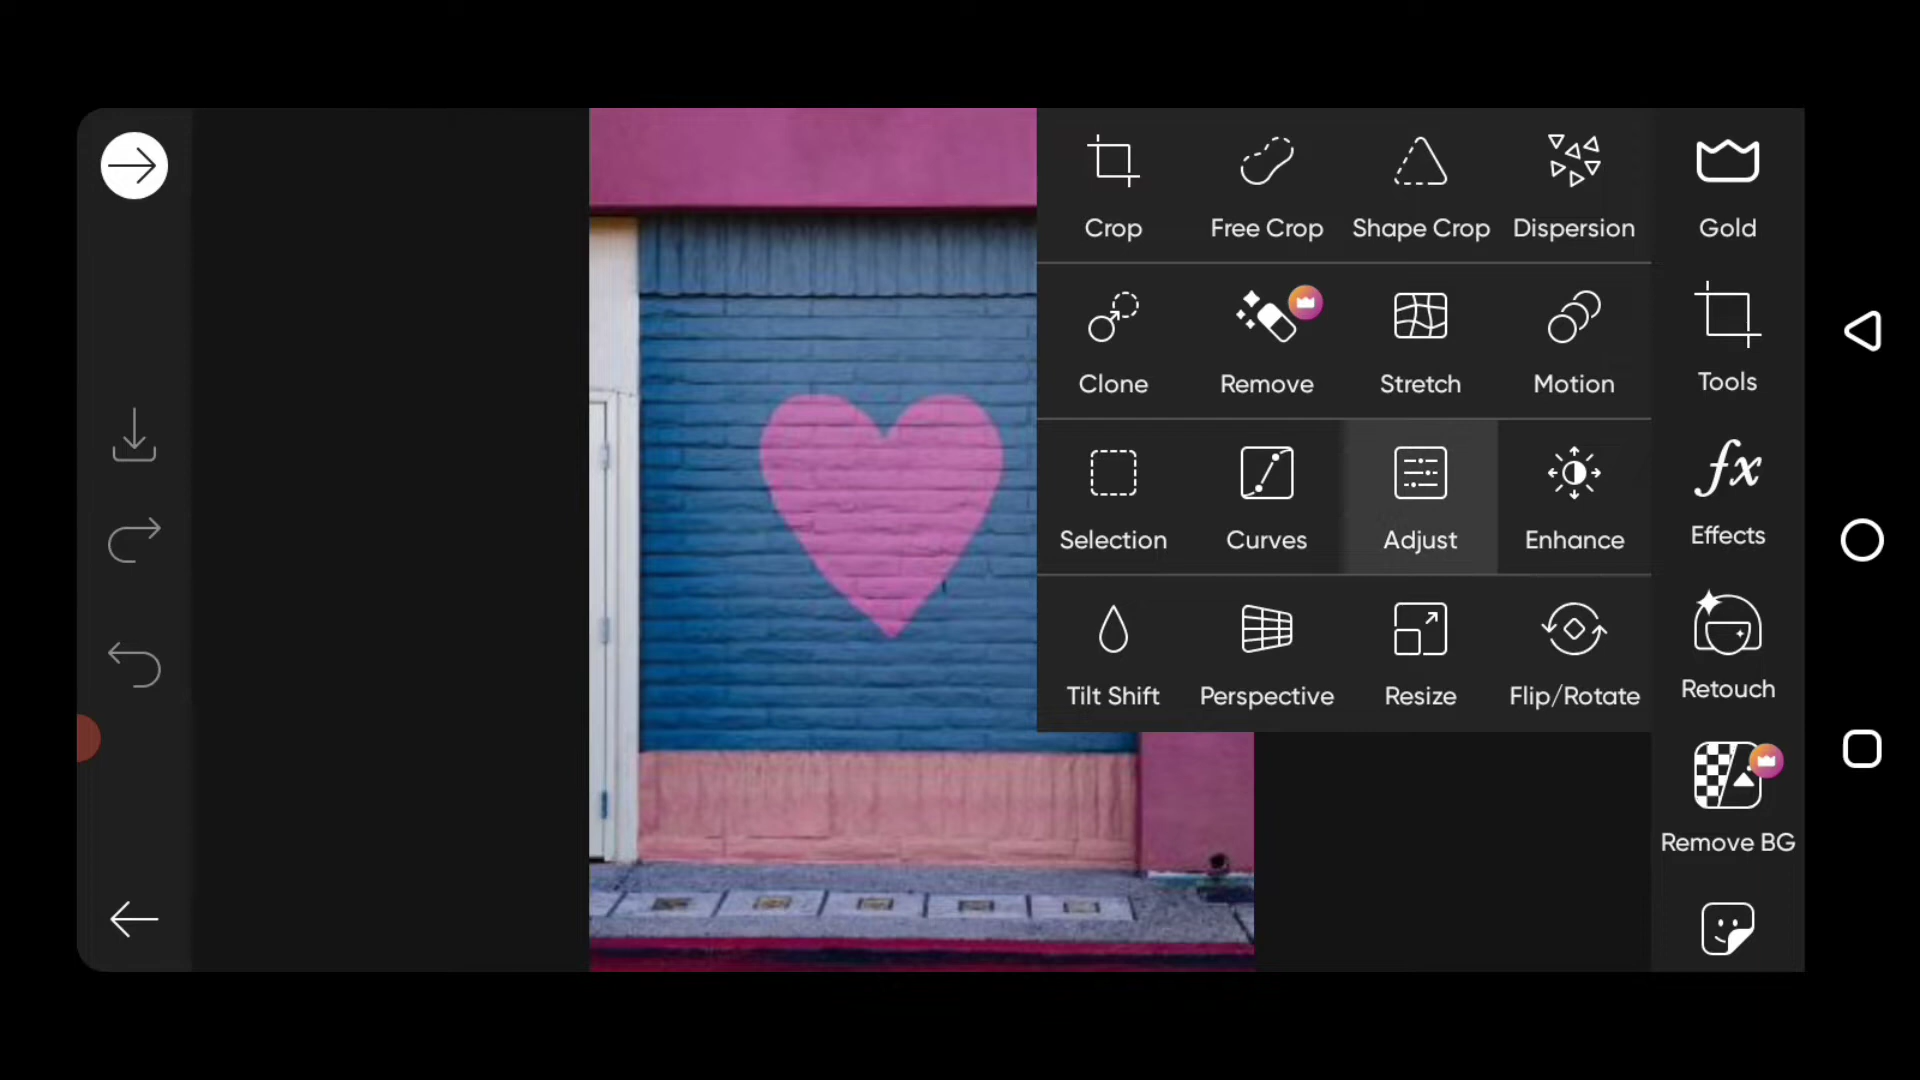 Crop Free Crop Shape Crop Dispersion Gold
Clone Remove Stretch Motion Tools
Selection Curves Adjust Enhance Effects
Tilt Shift Perspective Resize Flip/Rotate Retouch
Remove BG